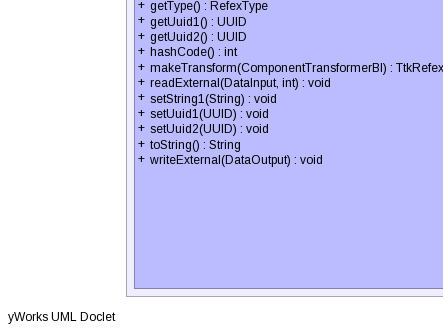 + getType() : RefexType
+ getUuid1() : UUID
+ getUuid2() : UUID
+ hashCode() : int
+ makeTransform(ComponentTransformerBI) : TtkRefex
+ readExternal(DataInput, int) : void
+ setString1(String) : void
+ setUuid1(UUID) : void
+ setUuid2(UUID) : void
+ toString() : String
+ writeExternal(DataOutput) : void
yWorks UML Doclet